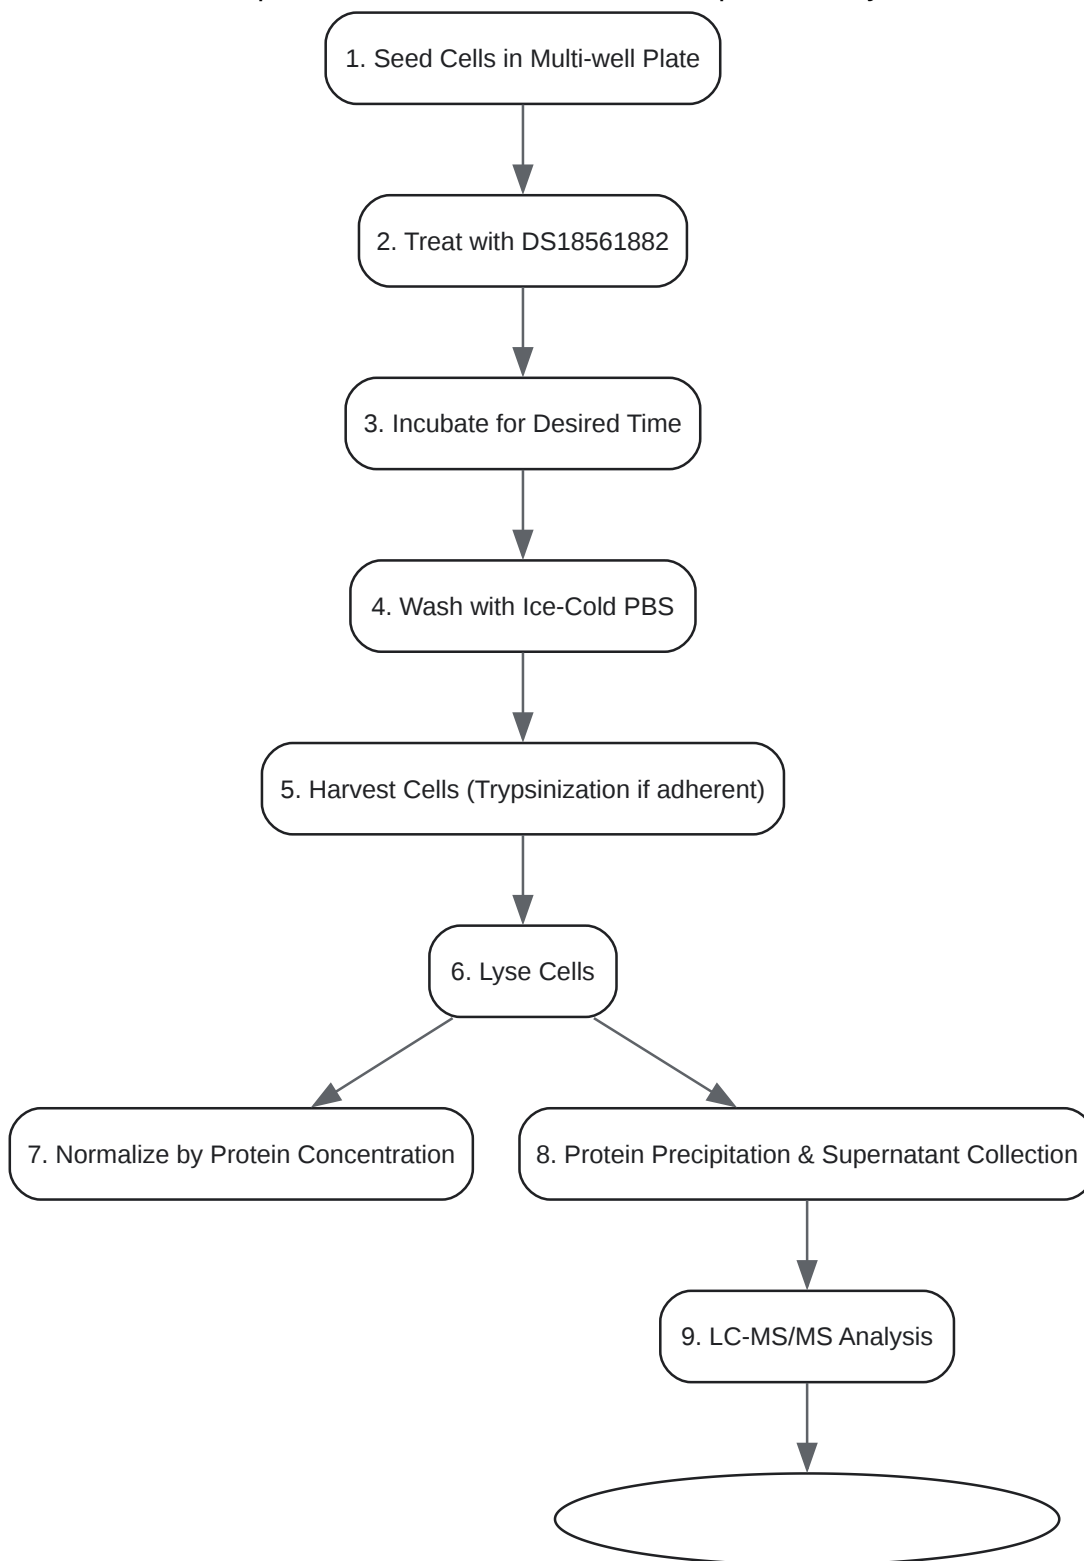 1. Seed Cells in Multi-well Plate
2. Treat with DS18561882
3. Incubate for Desired Time
4. Wash with Ice-Cold PBS
5. Harvest Cells (Trypsinization if adherent)
6. Lyse Cells
7. Normalize by Protein Concentration
8. Protein Precipitation & Supernatant Collection
9. LC-MS/MS Analysis